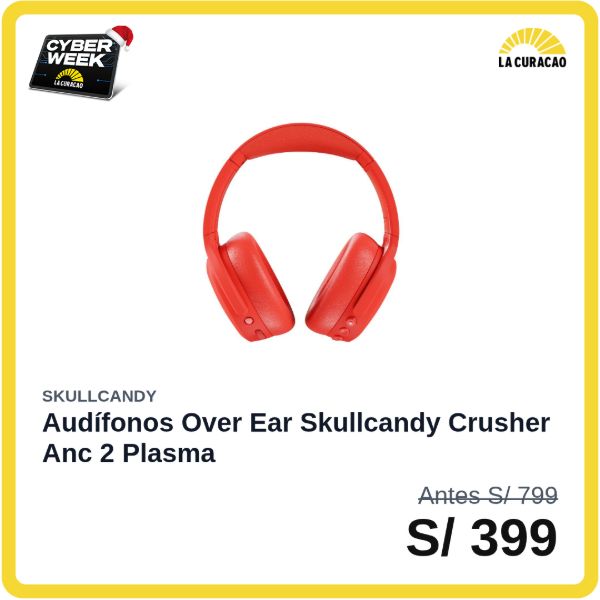 CYBER
WEEK
LA CURACAO
LA CURACAO
SKULLCANDY
Audífonos Over Ear Skullcandy Crusher
Anc 2 Plasma
Antes S/ 799
S/ 399